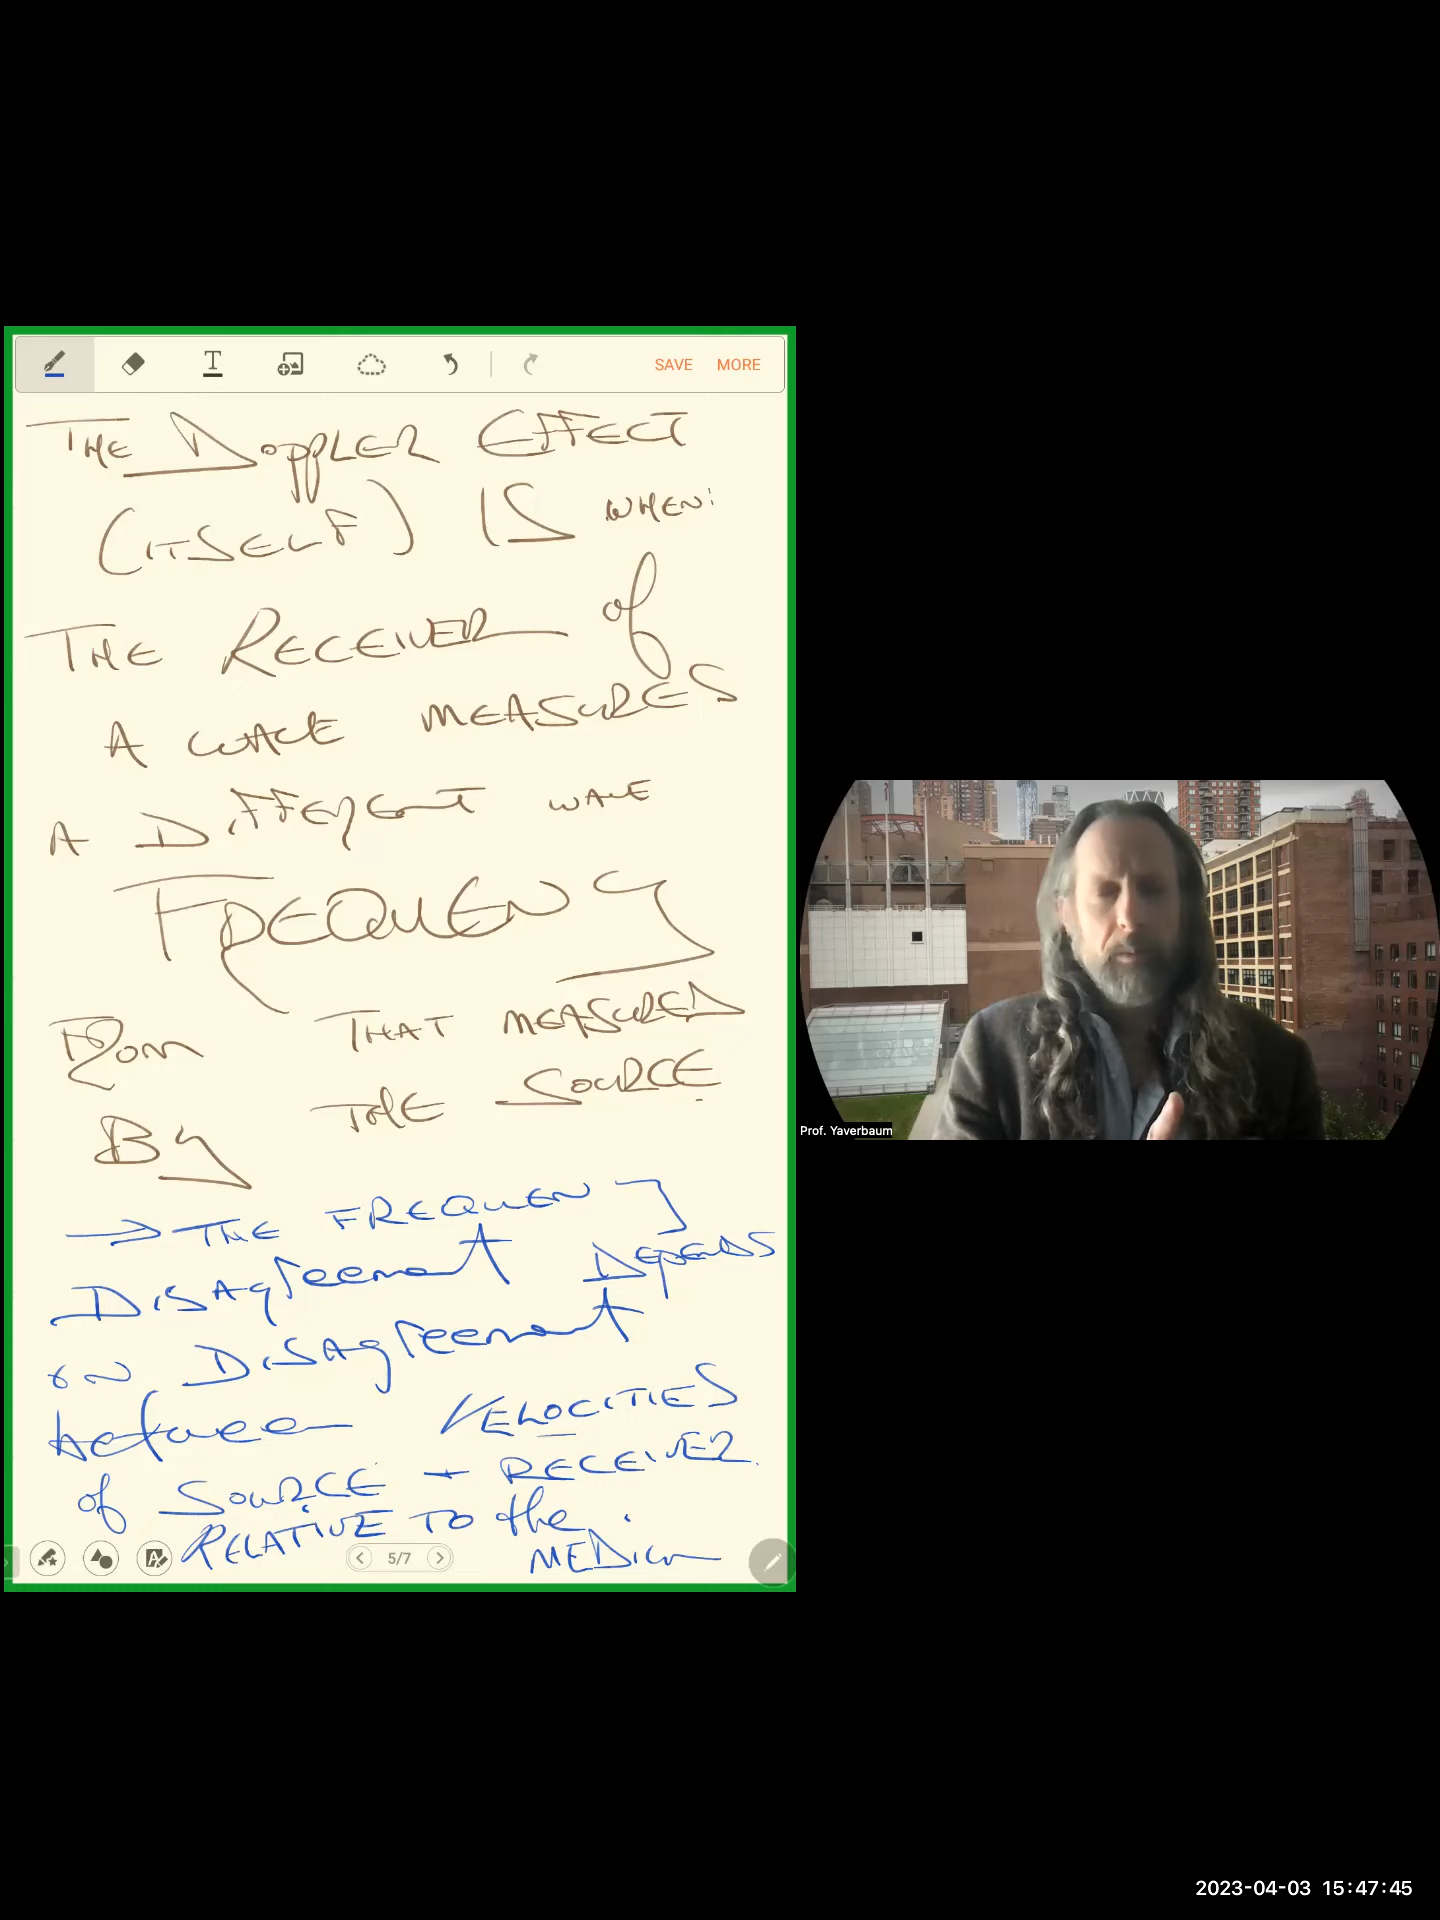 T
SAVE MORE
THE DOPPLER EFFECT
(ITSELF) IS WHEN:
THE RECEIVER of
A WAVE MEASURES
A DIFFERENT WAVE
FREQUENCY
FROM THAT MEASURED
BY THE SOURCE
→ THE FREQUEN
DISAgreement DEPENDS
ON DISAgreement
between VELOCITIES
of SOURCE + RECEIVER
RELATIVE TO the
MEDIUM
5/7
Prof. Yaverbaum
2023-04-03 15:47:45